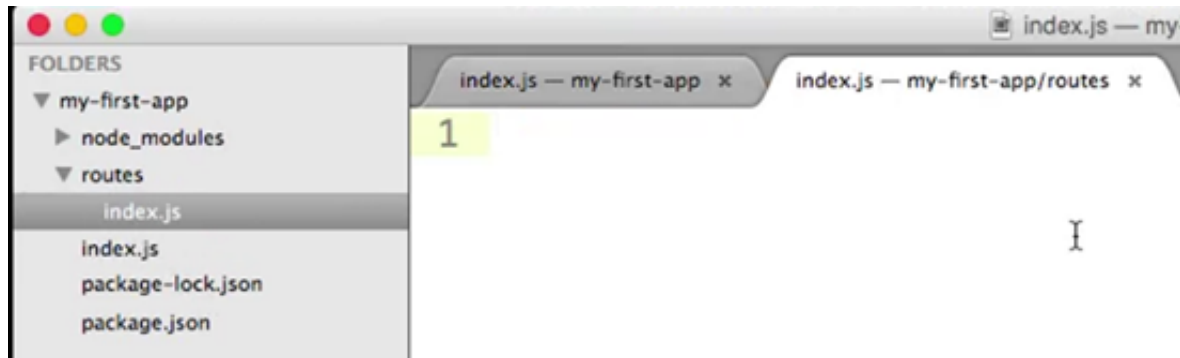 index.js — my-
FOLDERS
my-first-app
node_modules
routes
index.js
index.js
package-lock.json
package.json
index.js — my-first-app ×
index.js — my-first-app/routes ×
1